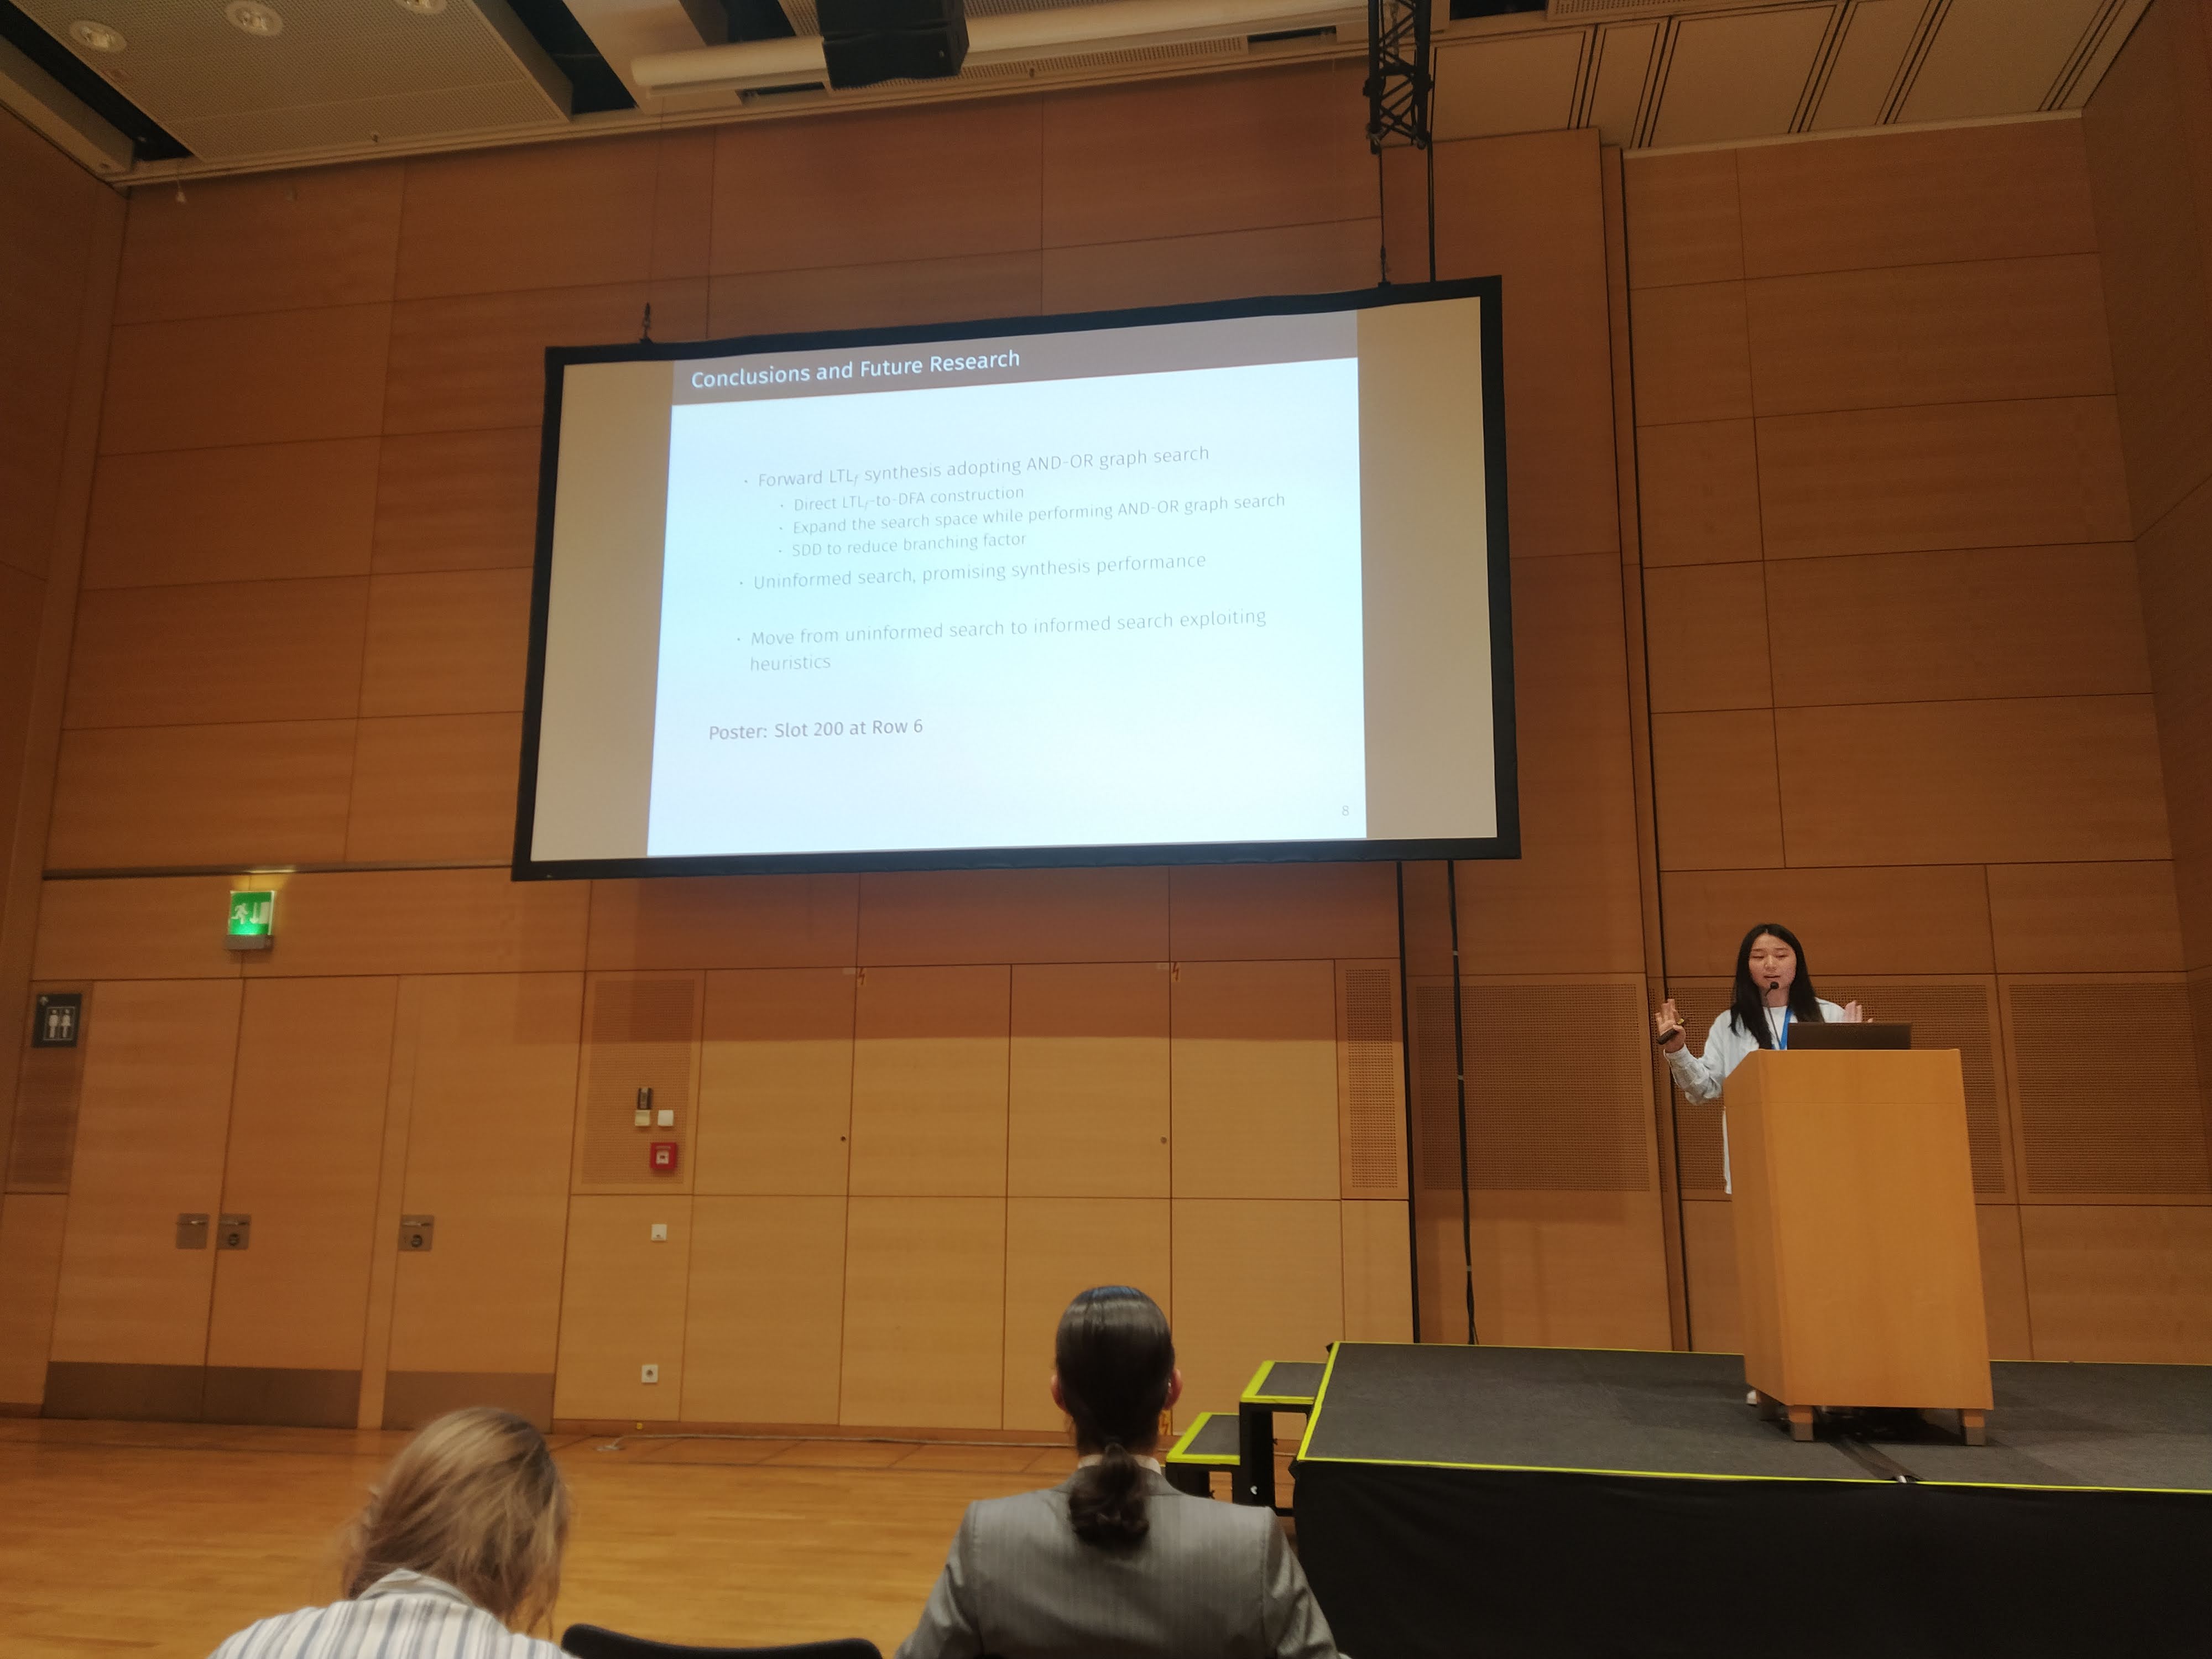 Conclusions and Future Research
· Forward LTLf synthesis adopting AND-OR graph search
· Direct LTLf-to-DFA construction
· Expand the search space while performing AND-OR graph search
· SDD to reduce branching factor
· Uninformed search, promising synthesis performance
· Move from uninformed search to informed search exploiting
heuristics
Poster: Slot 200 at Row 6
8